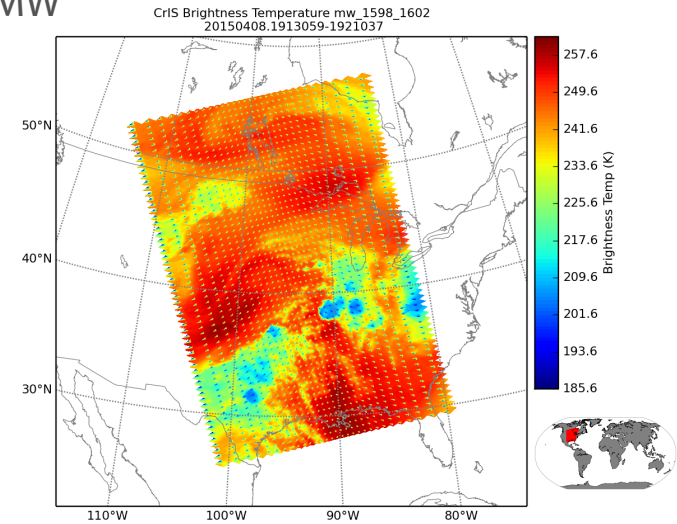 MW
CrIS Brightness Temperature mw_1598_1602
20150408.1913059-1921037
50°N
40°N
30°N
110°W 100°W 90°W 80°W
257.6
249.6
241.6
233.6
225.6
217.6
209.6
201.6
193.6
185.6
Brightness Temp (K)